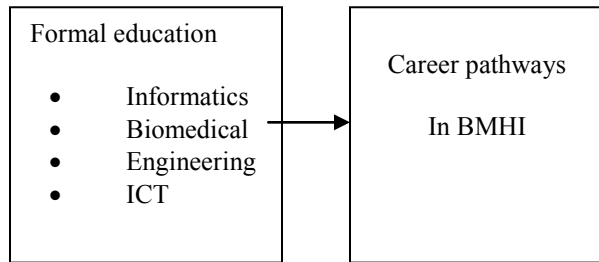 Formal education
• Informatics
• Biomedical
• Engineering
• ICT
Career pathways
In BMHI